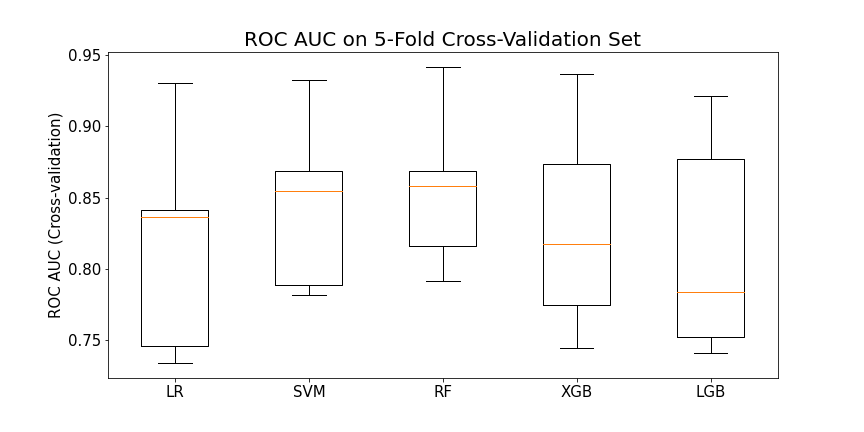 ROC AUC on 5-Fold Cross-Validation Set
ROC AUC (Cross-validation)
0.95
0.90
0.85
0.80
0.75
LR SVM RF XGB LGB